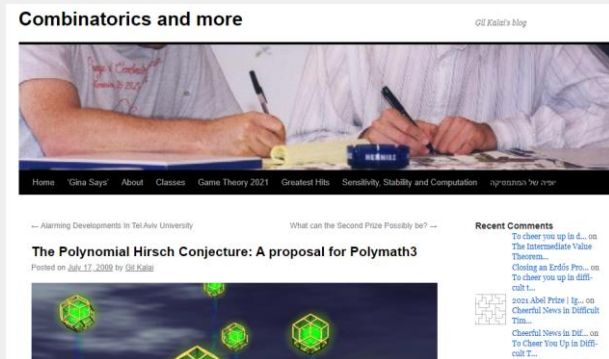 Combinatorics and more
Gil Kalai's blog
Home 'Gina Says' About Classes Game Theory 2021 Greatest Hits Sensitivity, Stability and Computation יופיה של המתמטיקה
← Alarming Developments In Tel Aviv University
What can the Second Prize Possibly be? →
The Polynomial Hirsch Conjecture: A proposal for Polymath3
Posted on July 17, 2009 by Gil Kalai
Recent Comments
To cheer you up in d... on
The Intermediate Value
Theorem...
Closing an Erdős Pro... on
To cheer you up in diffi-
cult t...
2021 Abel Prize | Ig... on
Cheerful News in Difficult
Tim...
Cheerful News in Dif... on
To Cheer You Up in Diffi-
cult T...